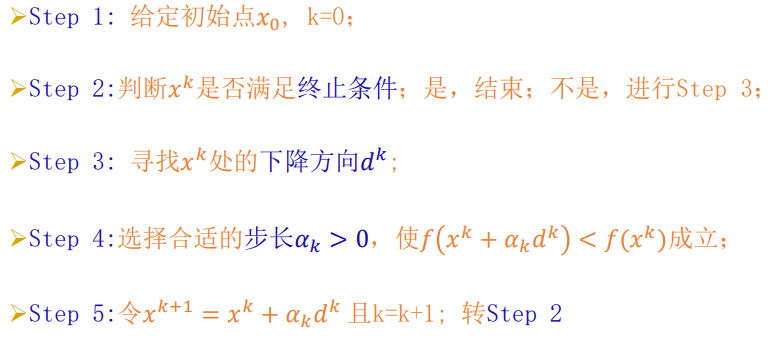 ➢Step 1: 给定初始点$x_0$, k=0;
➢Step 2:判断$x^k$是否满足终止条件; 是, 结束; 不是, 进行Step 3;
➢Step 3: 寻找$x^k$处的下降方向$d^k$;
➢Step 4:选择合适的步长$\alpha_k > 0$, 使$f(x^k + \alpha_k d^k) < f(x^k)$成立;
➢Step 5:令$x^{k+1} = x^k + \alpha_k d^k$ 且k=k+1; 转Step 2